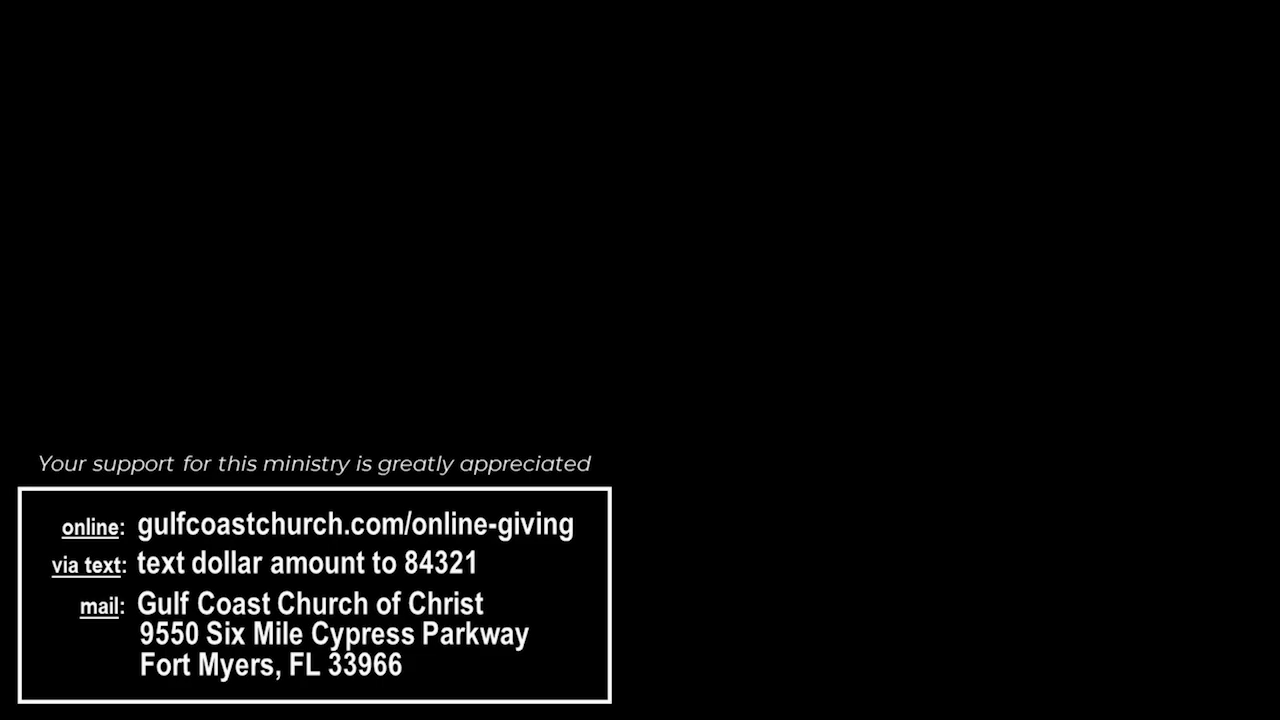 Your support for this ministry is greatly appreciated
online: gulfcoastchurch.com/online-giving
via text: text dollar amount to 84321
mail: Gulf Coast Church of Christ
9550 Six Mile Cypress Parkway
Fort Myers, FL 33966